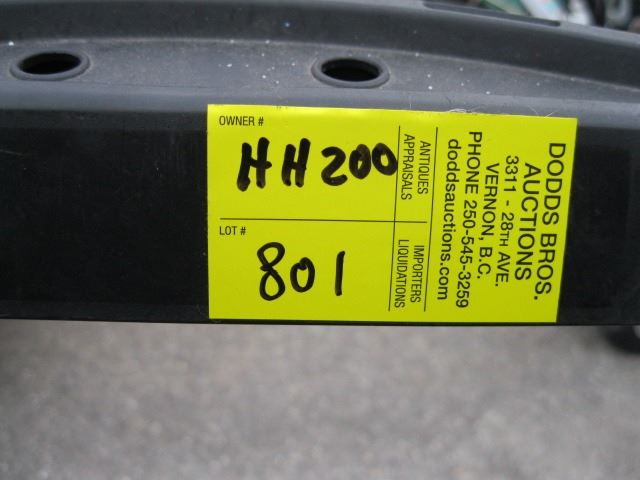 OWNER #
HH200
LOT #
801
ANTIQUES
APPRAISALS
IMPORTERS
LIQUIDATIONS
DODDS BROS.
AUCTIONS
3311 - 28TH AVE.
VERNON, B.C.
PHONE 250-545-3259
doddsauctions.com